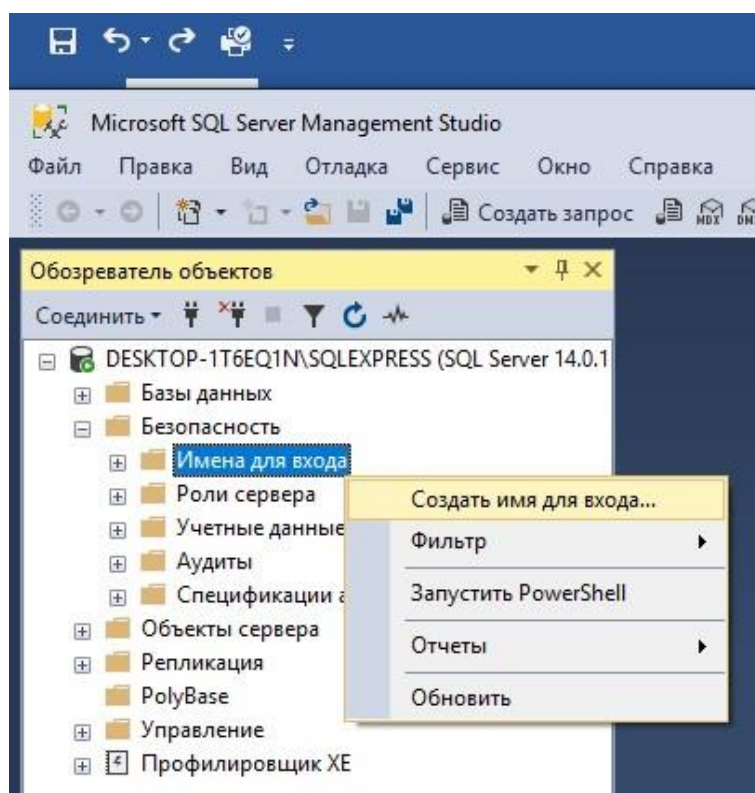 Microsoft SQL Server Management Studio
Файл Правка Вид Отладка Сервис Окно Справка
Создать запрос
MDX
Обозреватель объектов
Соединить
DESKTOP-1T6EQ1N\SQLEXPRESS (SQL Server 14.0.1
Базы данных
Безопасность
Имена для входа
Роли сервера
Учетные данные
Аудиты
Спецификации
Объекты сервера
Репликация
PolyBase
Управление
Профилировщик XE
Создать имя для входа...
Фильтр
Запустить PowerShell
Отчеты
Обновить